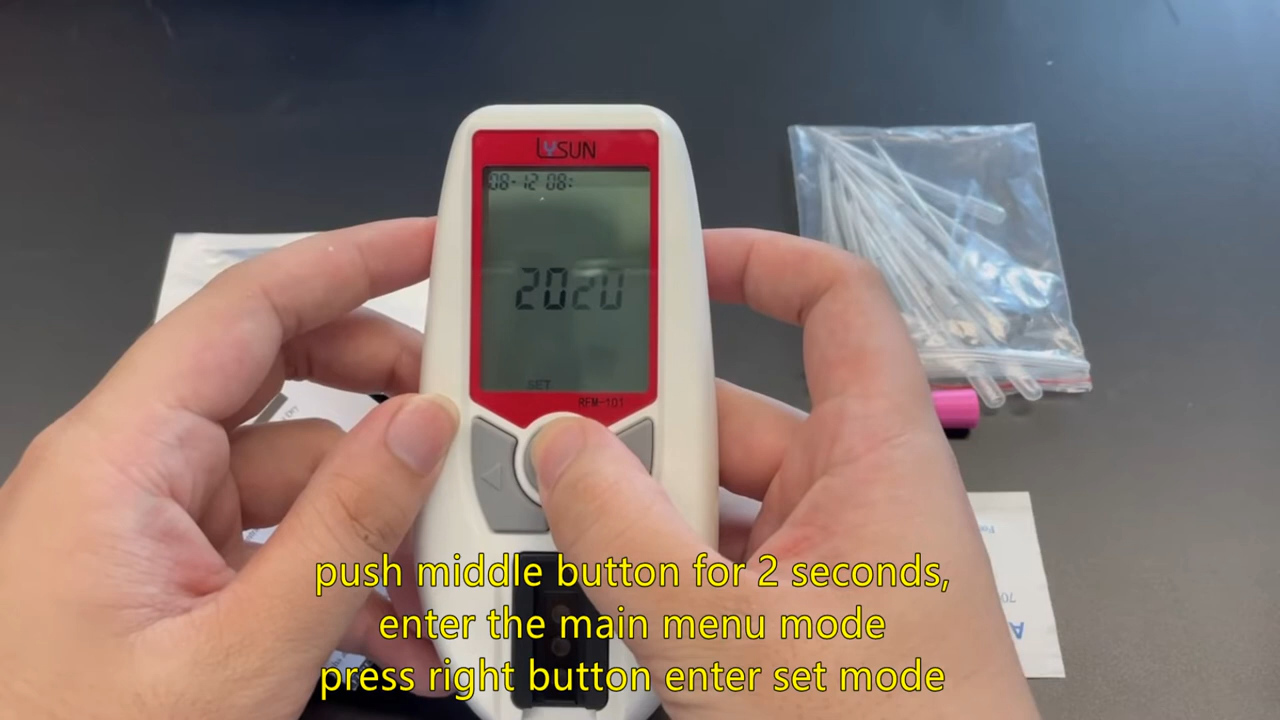 LYSUN
08-12 08:
2020
SET
RFM-101
push middle button for 2 seconds,
enter the main menu mode
press right button enter set mode